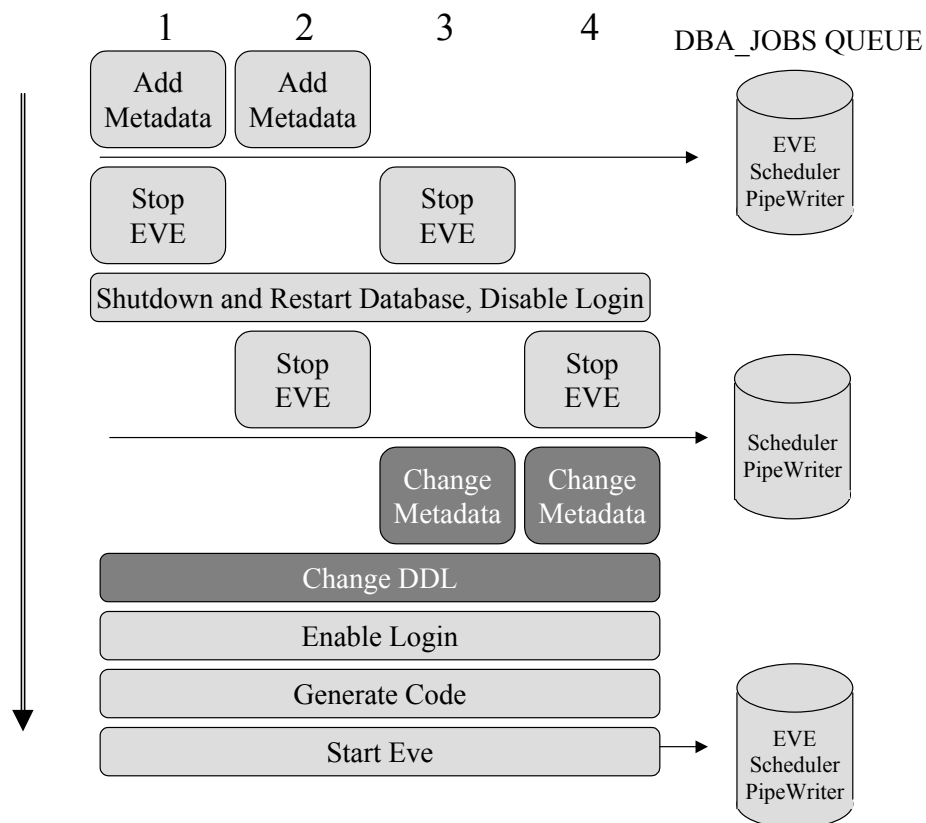 1 2 3 4
DBA_JOBS QUEUE
Add
Metadata
Add
Metadata
EVE
Scheduler
PipeWriter
Stop
EVE
Stop
EVE
Shutdown and Restart Database, Disable Login
Stop
EVE
Stop
EVE
Scheduler
PipeWriter
Change
Metadata
Change
Metadata
Change DDL
Enable Login
Generate Code
Start Eve
EVE
Scheduler
PipeWriter